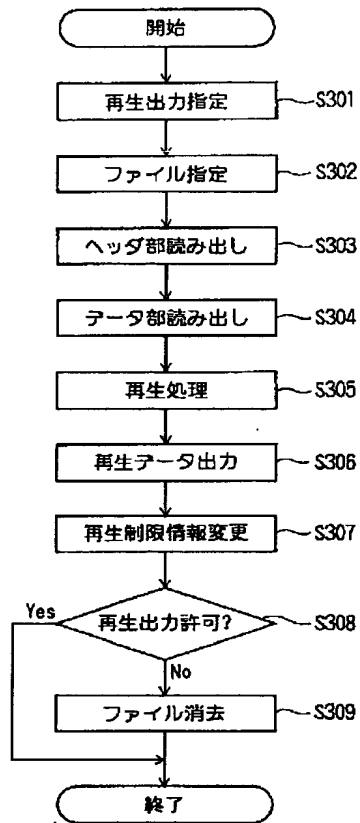 開始
再生出力指定 S301
ファイル指定 S302
ヘッダ部読み出し S303
データ部読み出し S304
再生処理 S305
再生データ出力 S306
再生制限情報変更 S307
Yes 再生出力許可? S308
No
ファイル消去 S309
終了